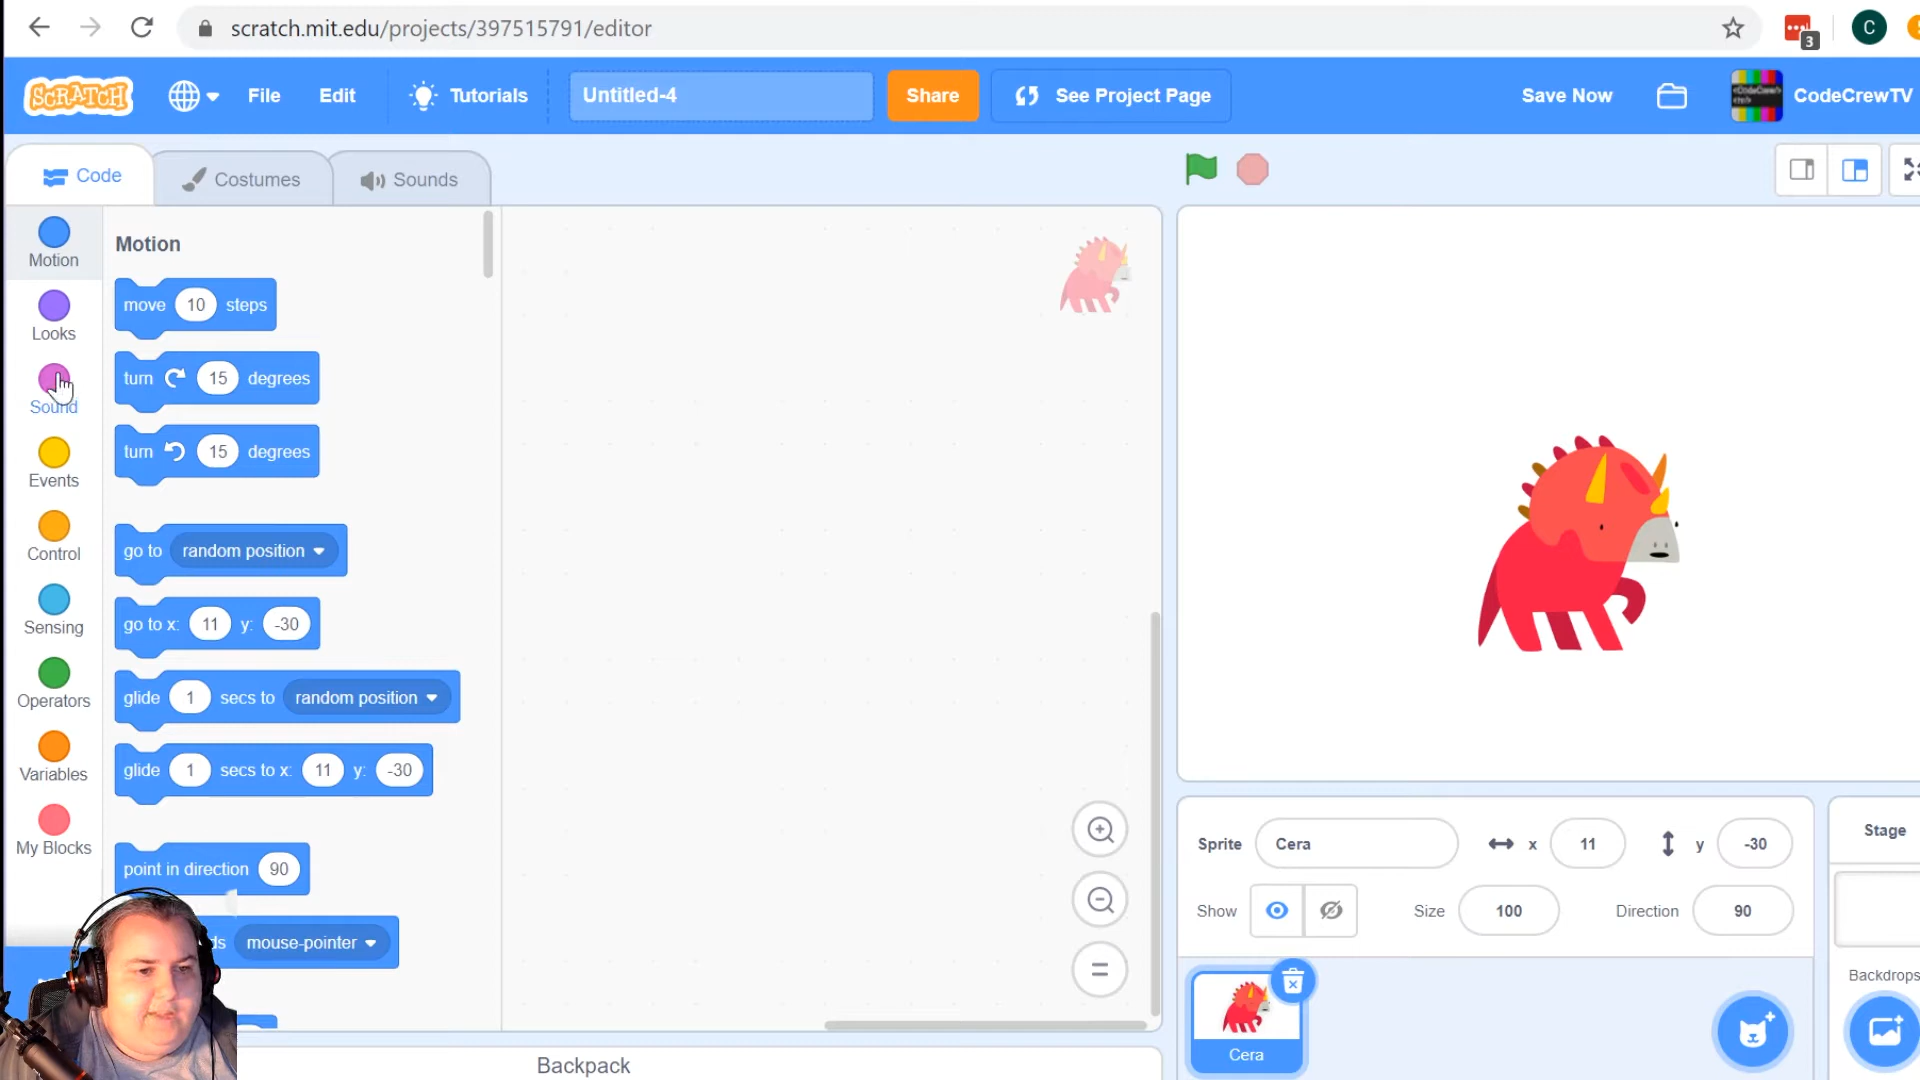 scratch.mit.edu/projects/397515791/editor
3
C
SCRATCH
File
Edit
Tutorials
Untitled-4
Share
See Project Page
Save Now
CodeCrewTV
Code
Costumes
Sounds
Motion
Looks
Sound
Events
Control
Sensing
Operators
Variables
My Blocks
Motion
move 10 steps
turn 15 degrees
turn 15 degrees
go to random position
go to x: 11 y: -30
glide 1 secs to random position
glide 1 secs to x: 11 y: -30
point in direction 90
mouse-pointer
Backpack
Sprite Cera x 11 y -30
Show Size 100 Direction 90
Cera
Stage
Backdrops